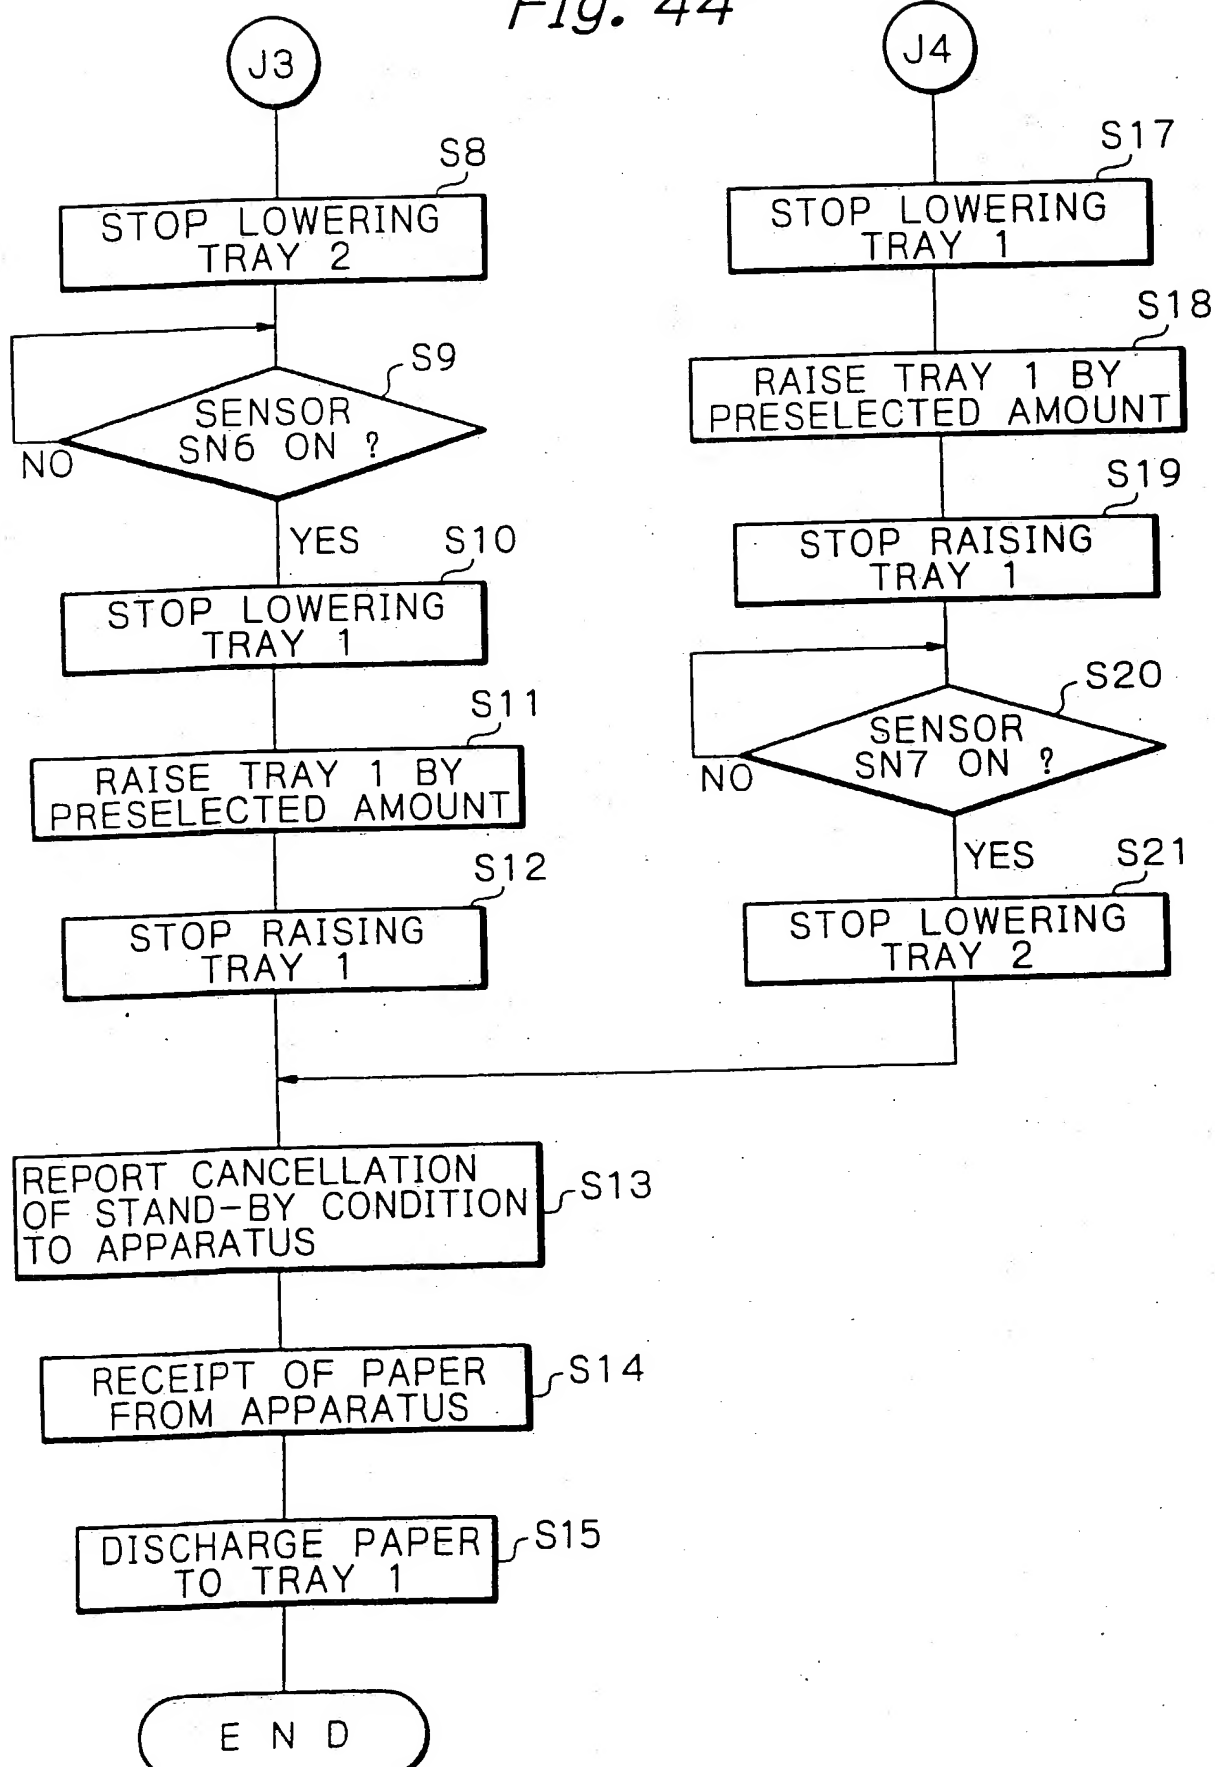 Fig. 44
J3
S8
STOP LOWERING
TRAY 2
S9
SENSOR
SN6 ON ?
NO
YES
S10
STOP LOWERING
TRAY 1
S11
RAISE TRAY 1 BY
PRESELECTED AMOUNT
S12
STOP RAISING
TRAY 1
J4
S17
STOP LOWERING
TRAY 1
S18
RAISE TRAY 1 BY
PRESELECTED AMOUNT
S19
STOP RAISING
TRAY 1
S20
SENSOR
SN7 ON ?
NO
YES
S21
STOP LOWERING
TRAY 2
REPORT CANCELLATION
OF STAND-BY CONDITION
TO APPARATUS
S13
RECEIPT OF PAPER
FROM APPARATUS
S14
DISCHARGE PAPER
TO TRAY 1
S15
END